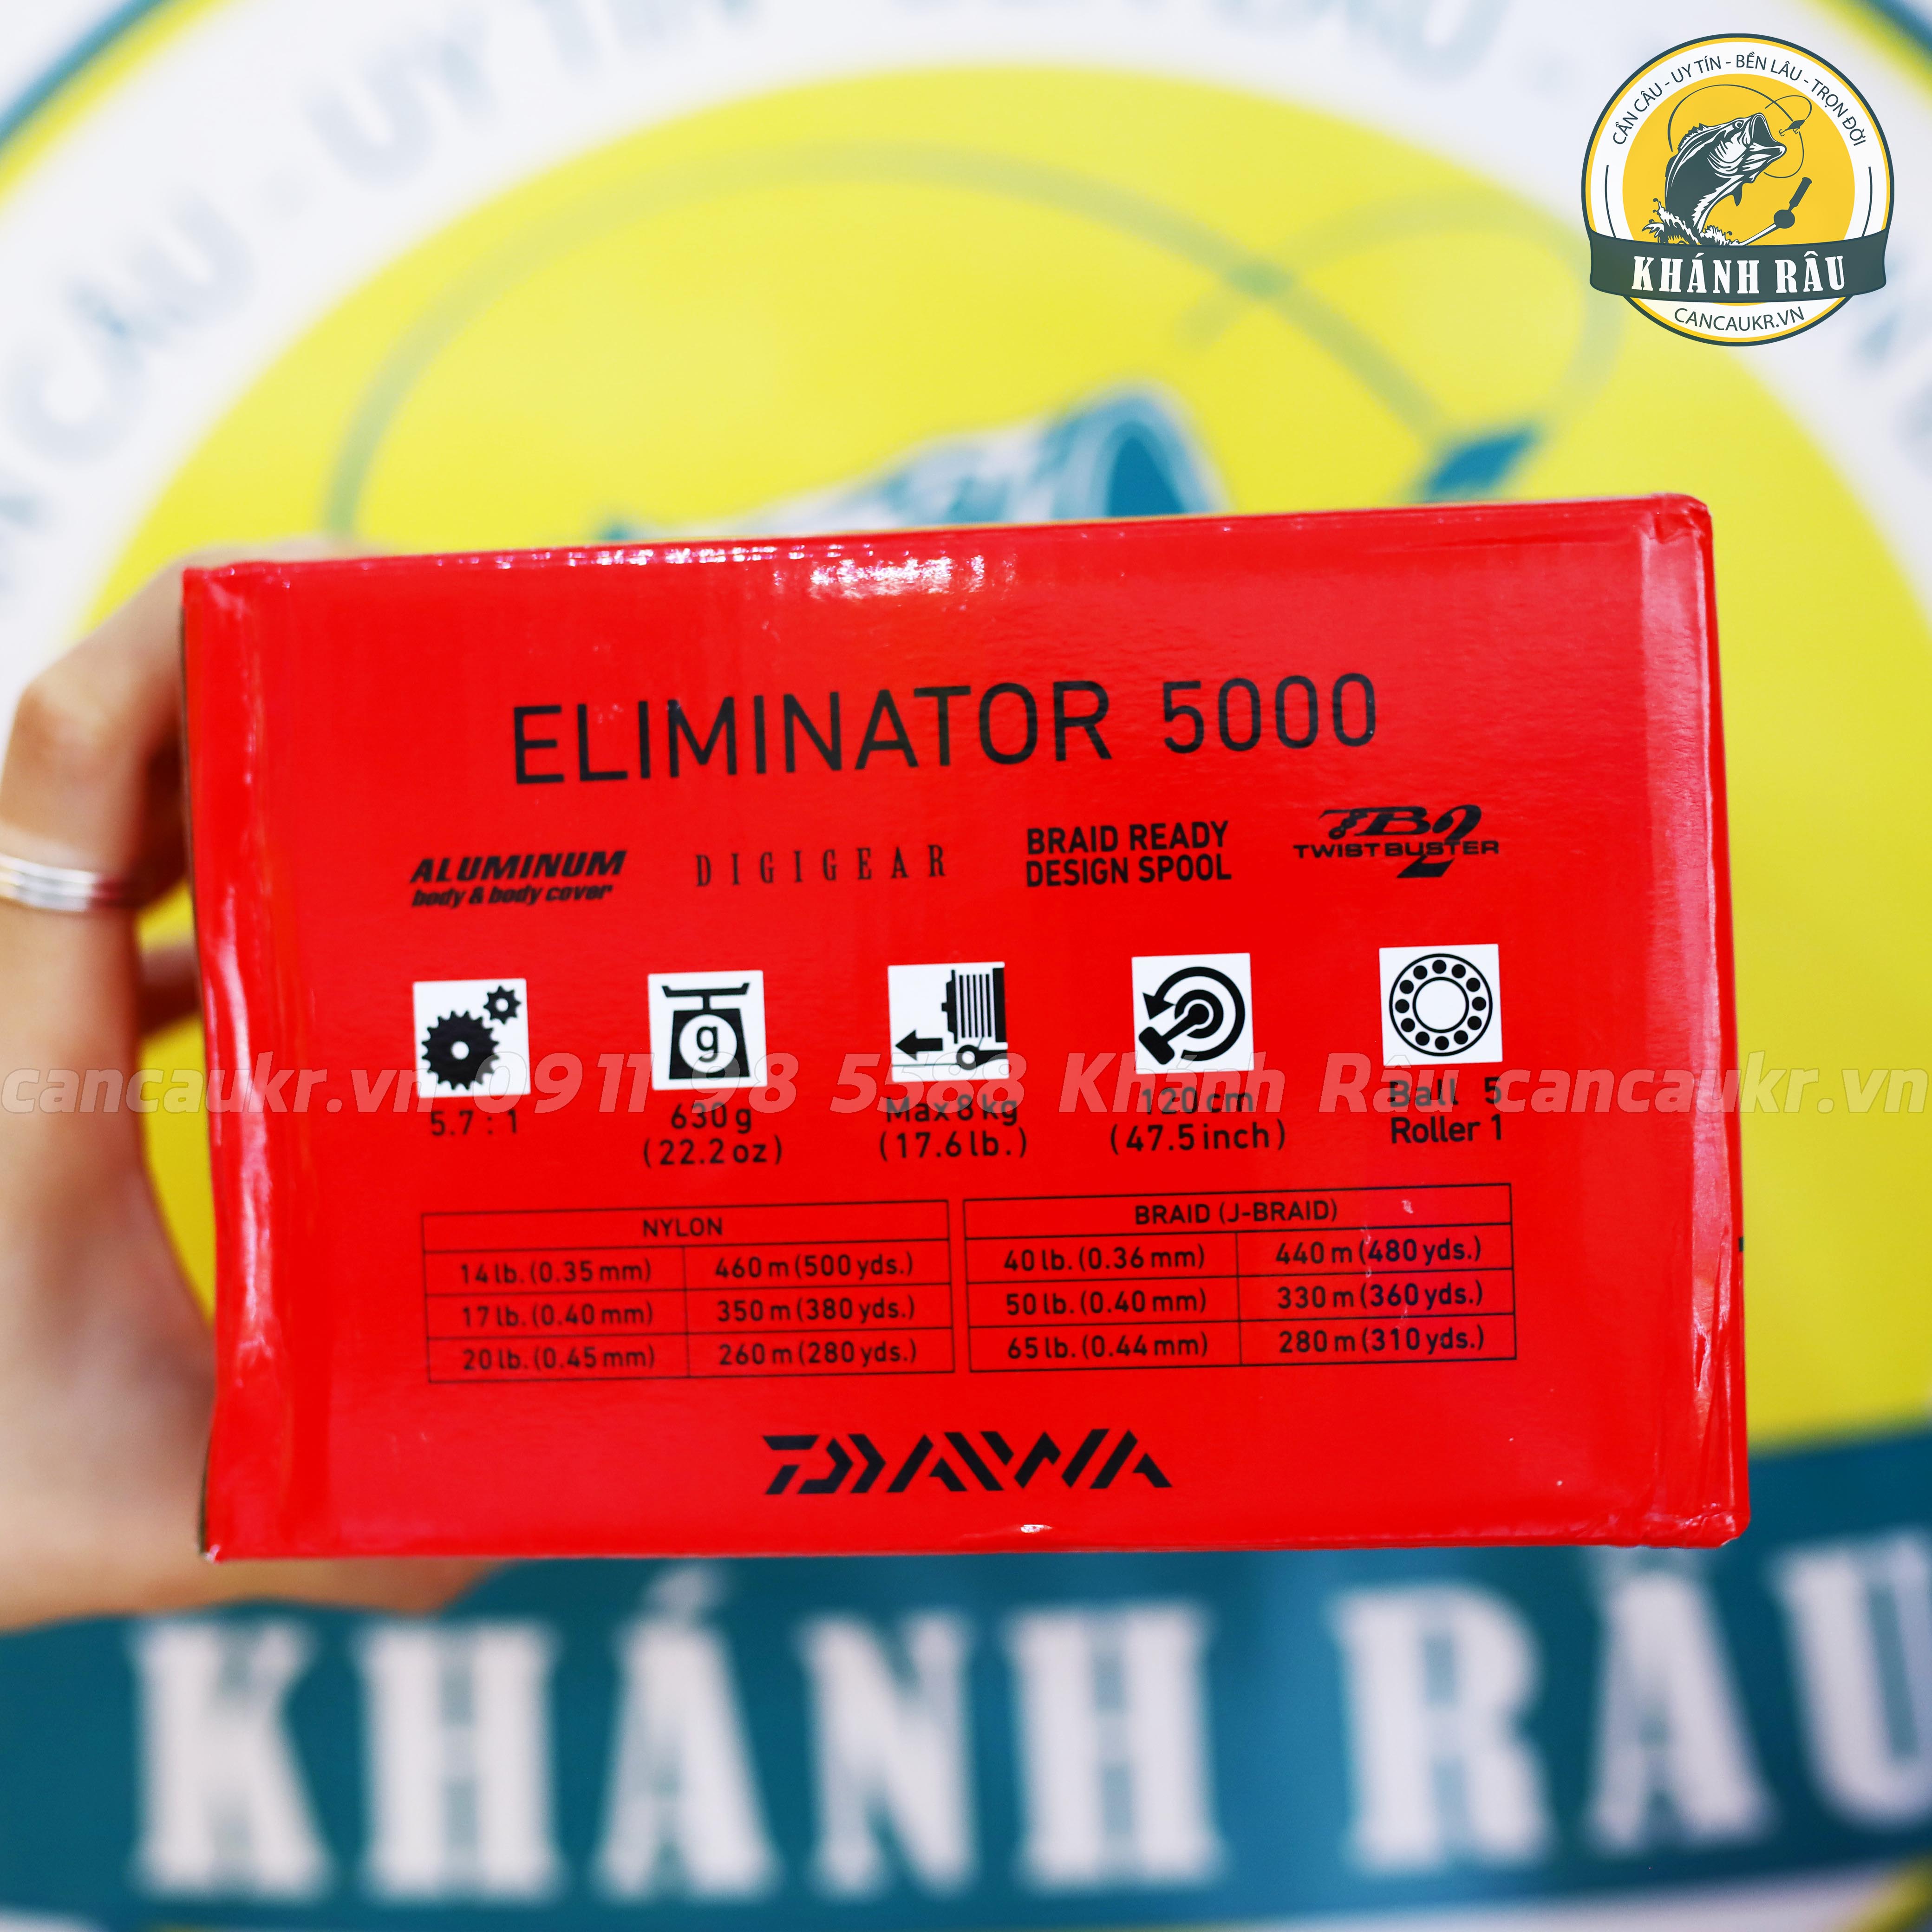 CẦN CÂU - UY TÍN - BỀN LÂU - TRỌN ĐỜI
KHÁNH RÂU
CANCAUKR.VN
ELIMINATOR 5000
ALUMINUM
body & body cover
DIGIGEAR
BRAID READY
DESIGN SPOOL
TB2
TWISTBUSTER
g
cancaukr.vn 0911 98 5588 Khánh Râu cancaukr.vn
5.7 : 1
630 g
(22.2 oz)
Max 8 kg
(17.6 lb.)
120 cm
(47.5 inch)
Ball 5
Roller 1
NYLON
14 lb. (0.35 mm) 460 m (500 yds.)
17 lb. (0.40 mm) 350 m (380 yds.)
20 lb. (0.45 mm) 260 m (280 yds.)
BRAID (J-BRAID)
40 lb. (0.36 mm) 440 m (480 yds.)
50 lb. (0.40 mm) 330 m (360 yds.)
65 lb. (0.44 mm) 280 m (310 yds.)
DAIWA
KHÁNH RÂU